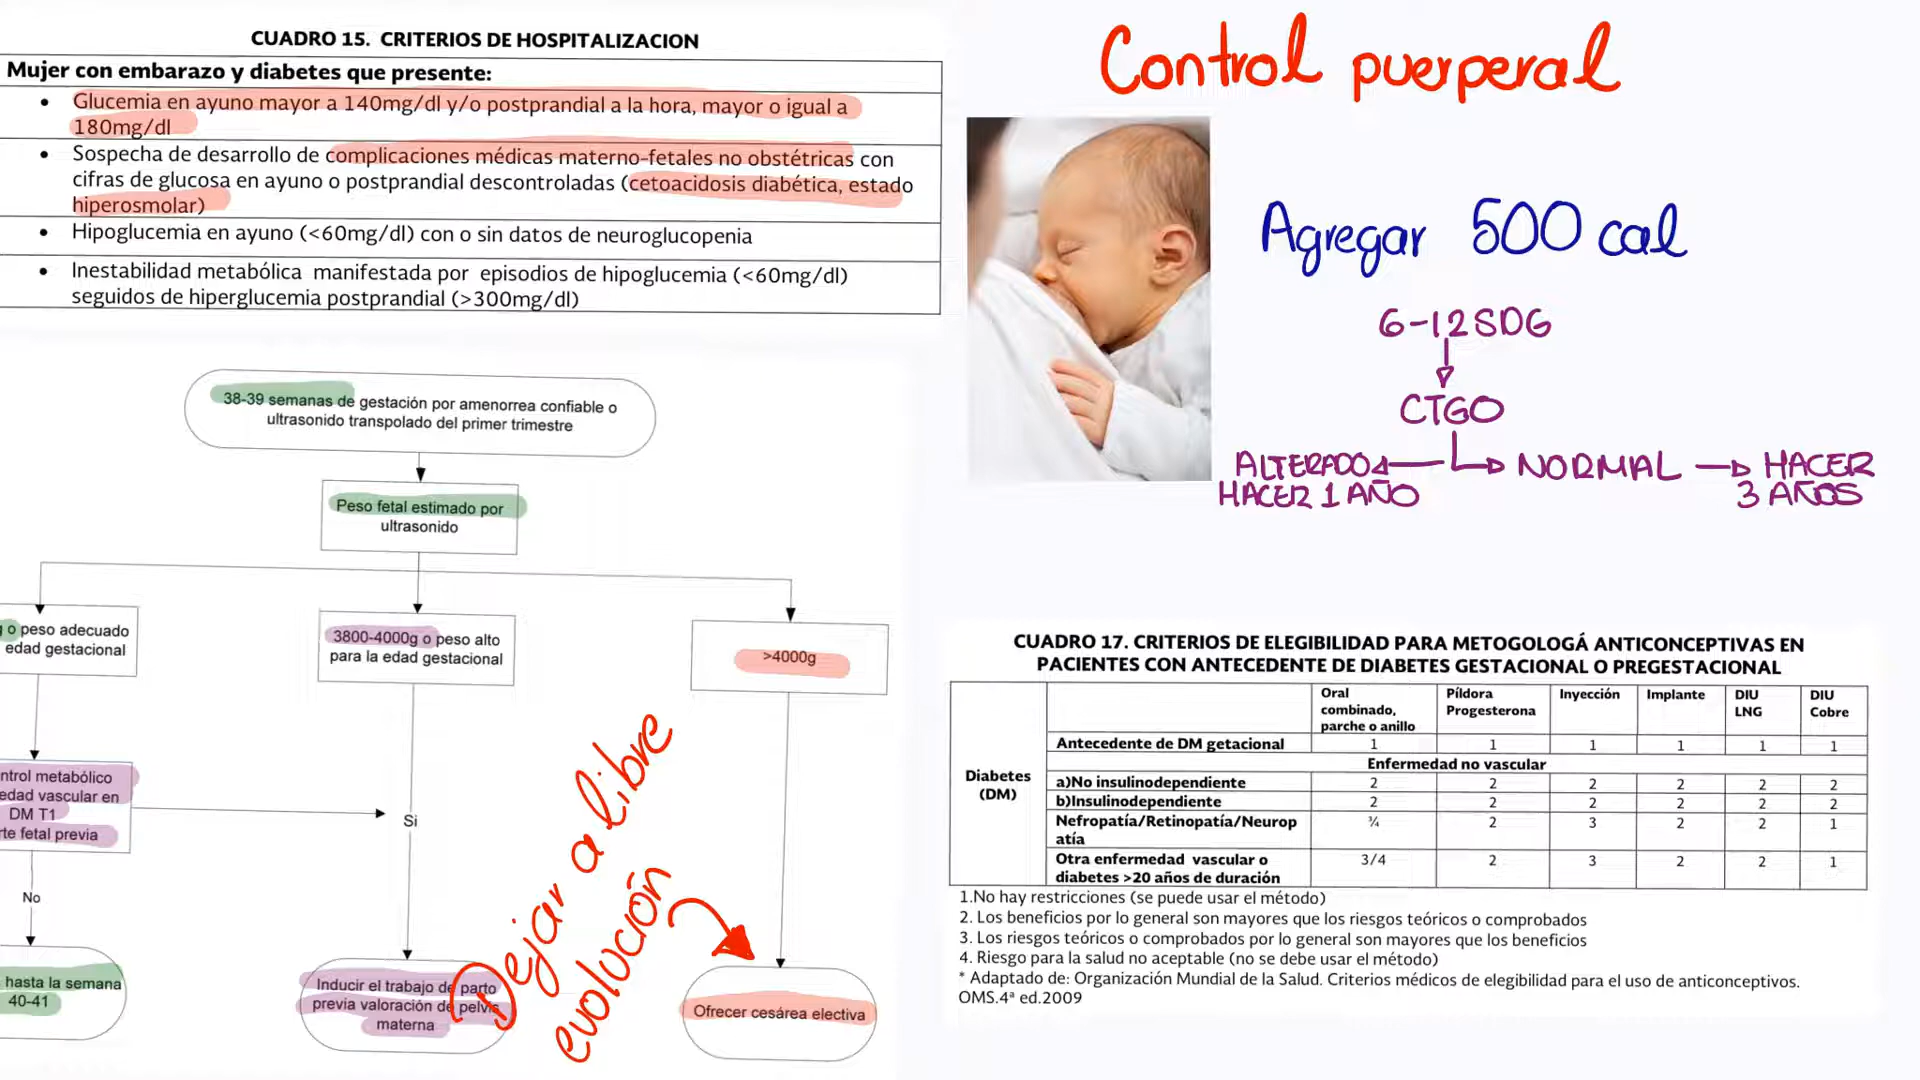 CUADRO 15. CRITERIOS DE HOSPITALIZACION
Mujer con embarazo y diabetes que presente:
• Glucemia en ayuno mayor a 140mg/dl y/o postprandial a la hora, mayor o igual a
180mg/dl
• Sospecha de desarrollo de complicaciones médicas materno-fetales no obstétricas con
cifras de glucosa en ayuno o postprandial descontroladas (cetoacidosis diabética, estado
hiperosmolar)
• Hipoglucemia en ayuno (<60mg/dl) con o sin datos de neuroglucopenia
• Inestabilidad metabólica manifestada por episodios de hipoglucemia (<60mg/dl)
seguidos de hiperglucemia postprandial (>300mg/dl)
38-39 semanas de gestación por amenorrea confiable o
ultrasonido transpolado del primer trimestre
Peso fetal estimado por
ultrasonido
o peso adecuado
edad gestacional
3800-4000g o peso alto
para la edad gestacional
>4000g
ntrol metabólico
edad vascular en
DM T1
rte fetal previa
Si
No
hasta la semana
40-41
Inducir el trabajo de parto
previa valoración de pelvis
materna
Dejar a libre
evolución
Ofrecer cesárea electiva
Control puerperal
Agregar 500 cal
6-12 SDG
CTGO
ALTERADO
HACER 1 AÑO
NORMAL
HACER
3 AÑOS
CUADRO 17. CRITERIOS DE ELEGIBILIDAD PARA METOGOLOGÁ ANTICONCEPTIVAS EN
PACIENTES CON ANTECEDENTE DE DIABETES GESTACIONAL O PREGESTACIONAL
Diabetes
(DM)
Oral
combinado,
parche o anillo
Píldora
Progesterona
Inyección
Implante
DIU
LNG
DIU
Cobre
Antecedente de DM getacional 1 1 1 1 1 1
Enfermedad no vascular
a)No insulinodependiente 2 2 2 2 2 2
b)Insulinodependiente 2 2 2 2 2 2
Nefropatía/Retinopatía/Neurop
atía ¾ 2 3 2 2 1
Otra enfermedad vascular o
diabetes >20 años de duración 3/4 2 3 2 2 1
1.No hay restricciones (se puede usar el método)
2. Los beneficios por lo general son mayores que los riesgos teóricos o comprobados
3. Los riesgos teóricos o comprobados por lo general son mayores que los beneficios
4. Riesgo para la salud no aceptable (no se debe usar el método)
* Adaptado de: Organización Mundial de la Salud. Criterios médicos de elegibilidad para el uso de anticonceptivos.
OMS.4ª ed.2009